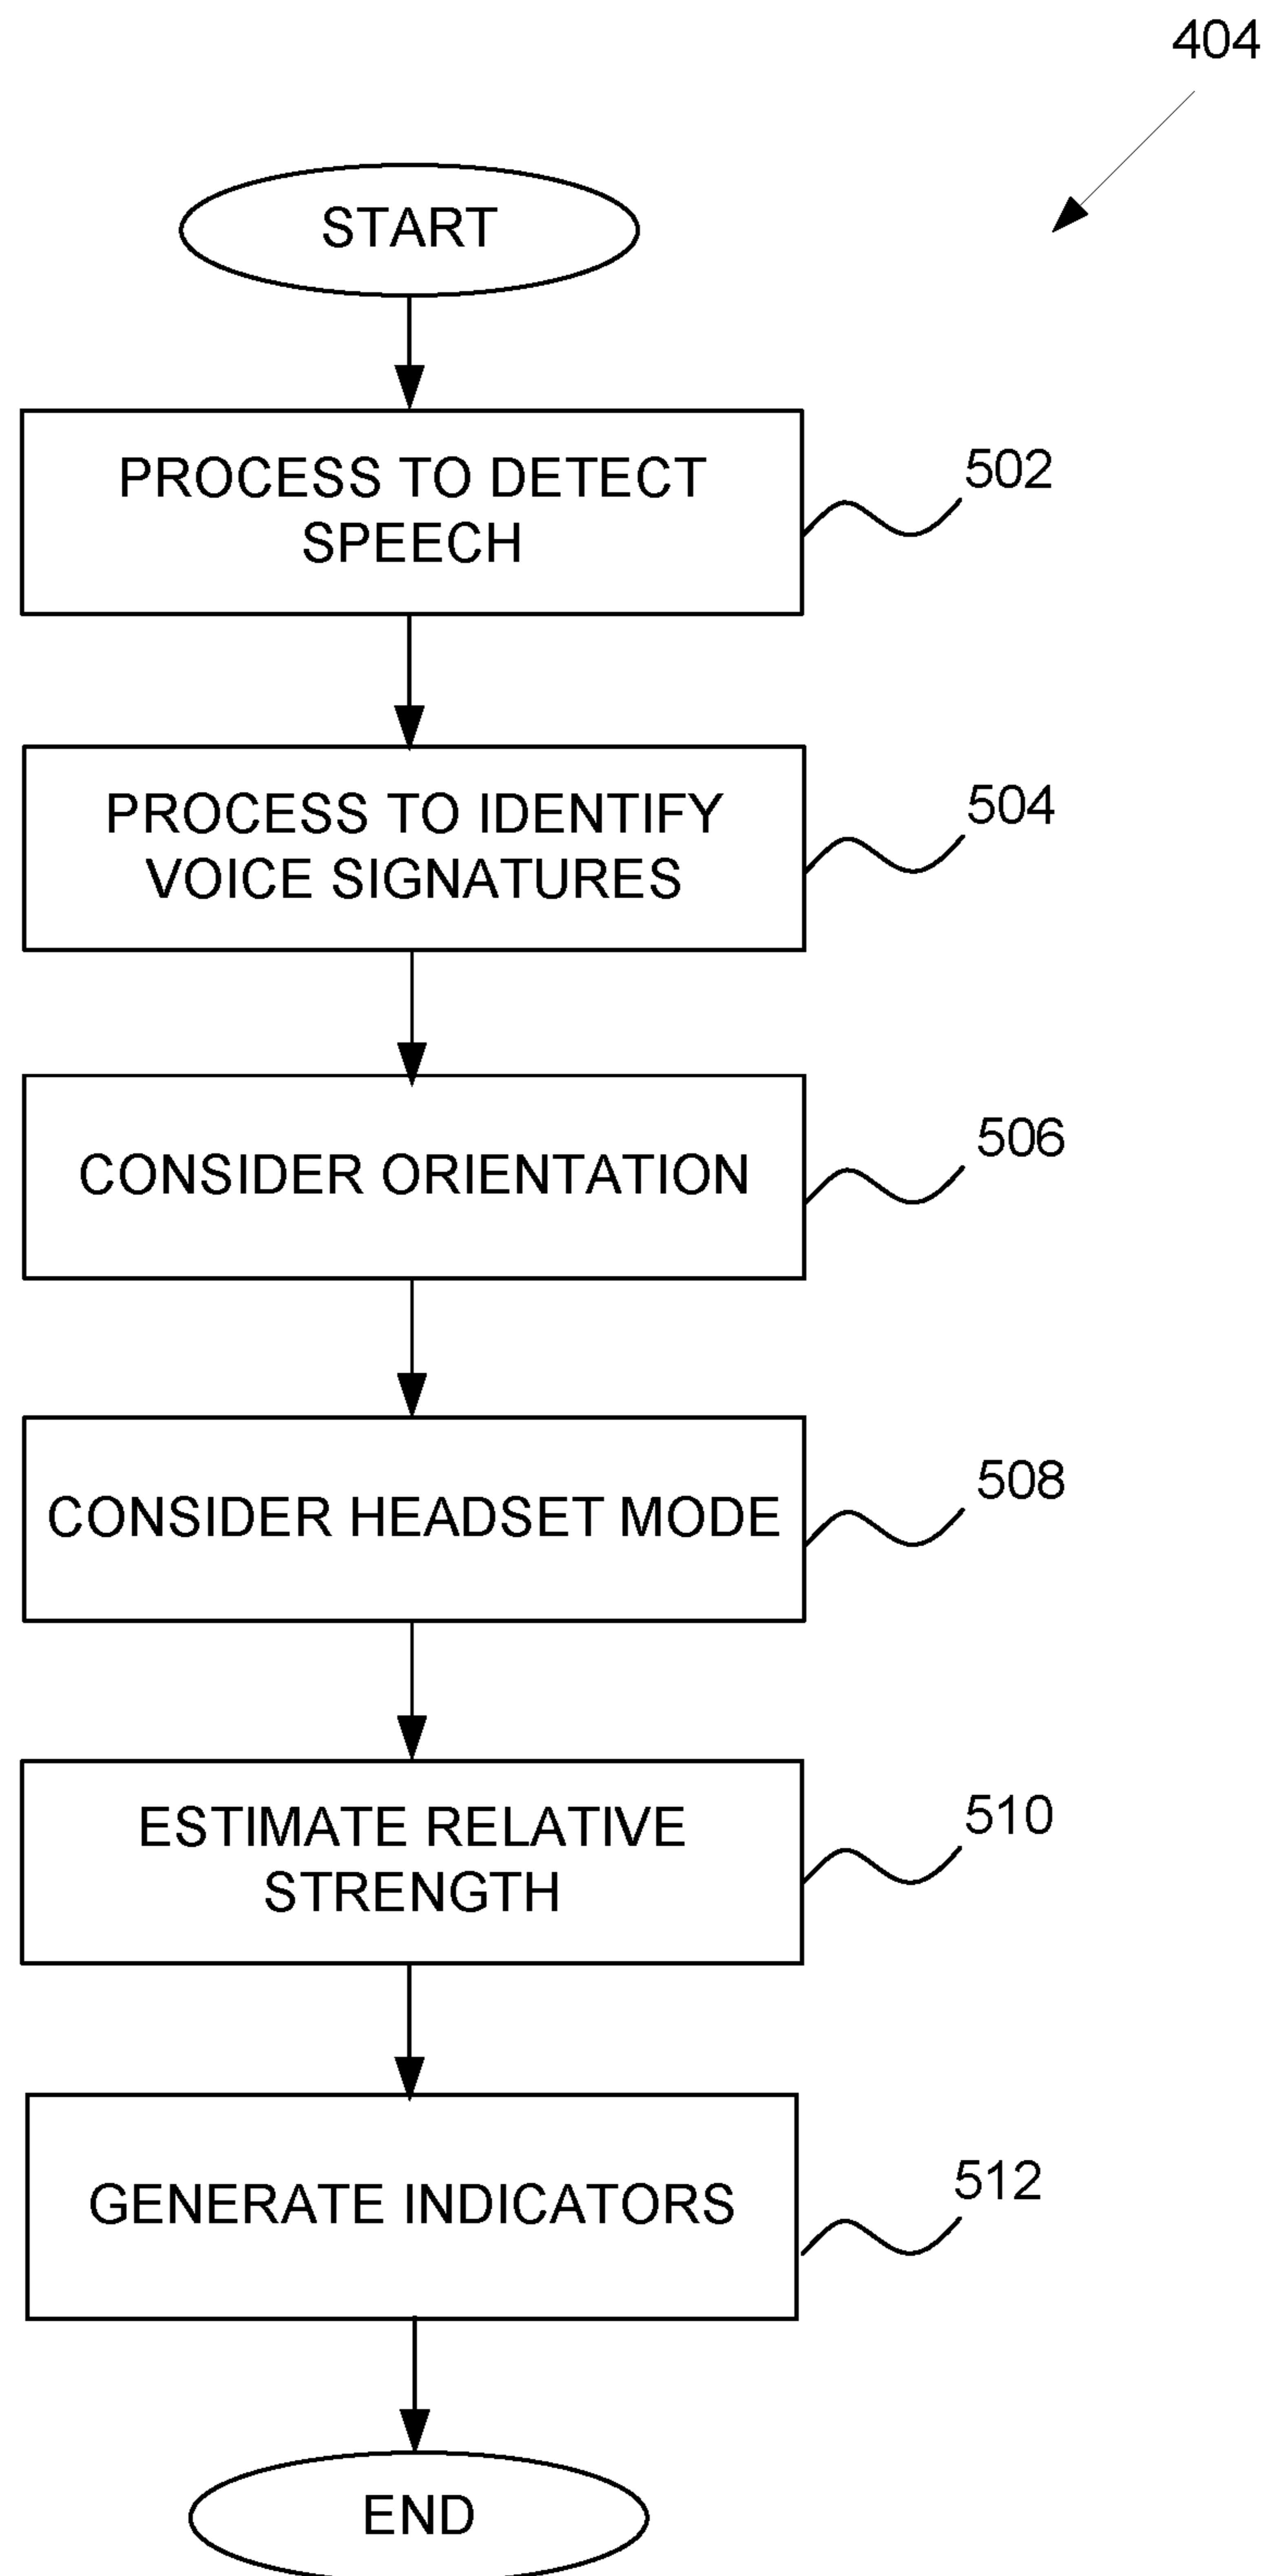 404
START
PROCESS TO DETECT
SPEECH
502
PROCESS TO IDENTIFY
VOICE SIGNATURES
504
CONSIDER ORIENTATION
506
CONSIDER HEADSET MODE
508
ESTIMATE RELATIVE
STRENGTH
510
GENERATE INDICATORS
512
END